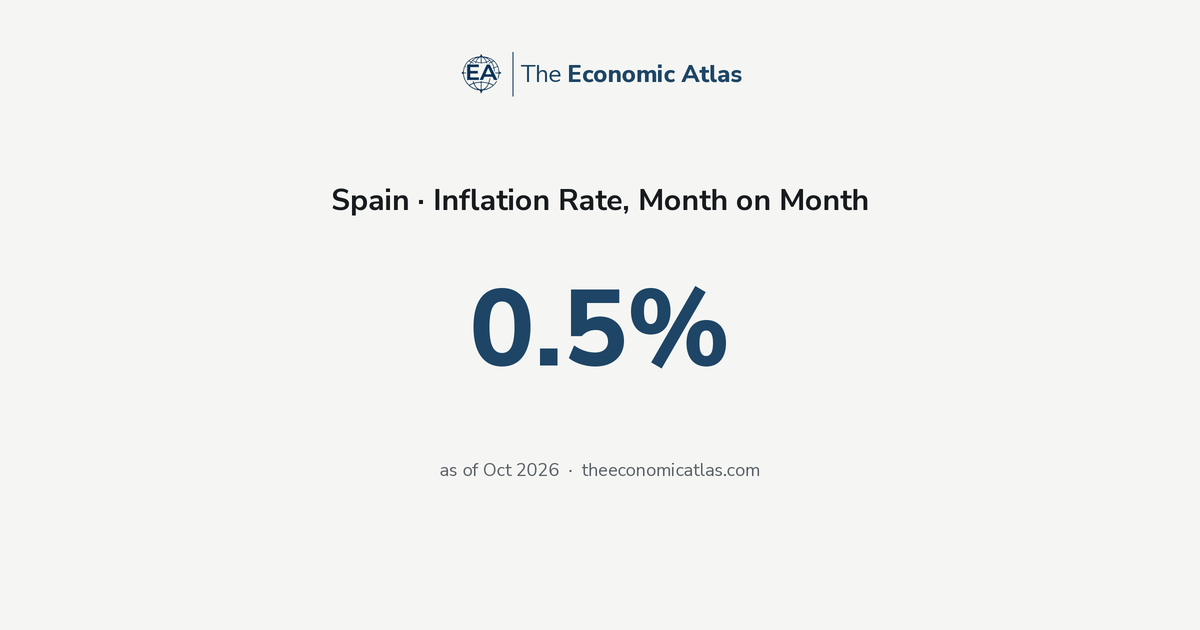 EA
The Economic Atlas
Spain · Inflation Rate, Month on Month
0.5%
as of Oct 2026 · theeconomicatlas.com